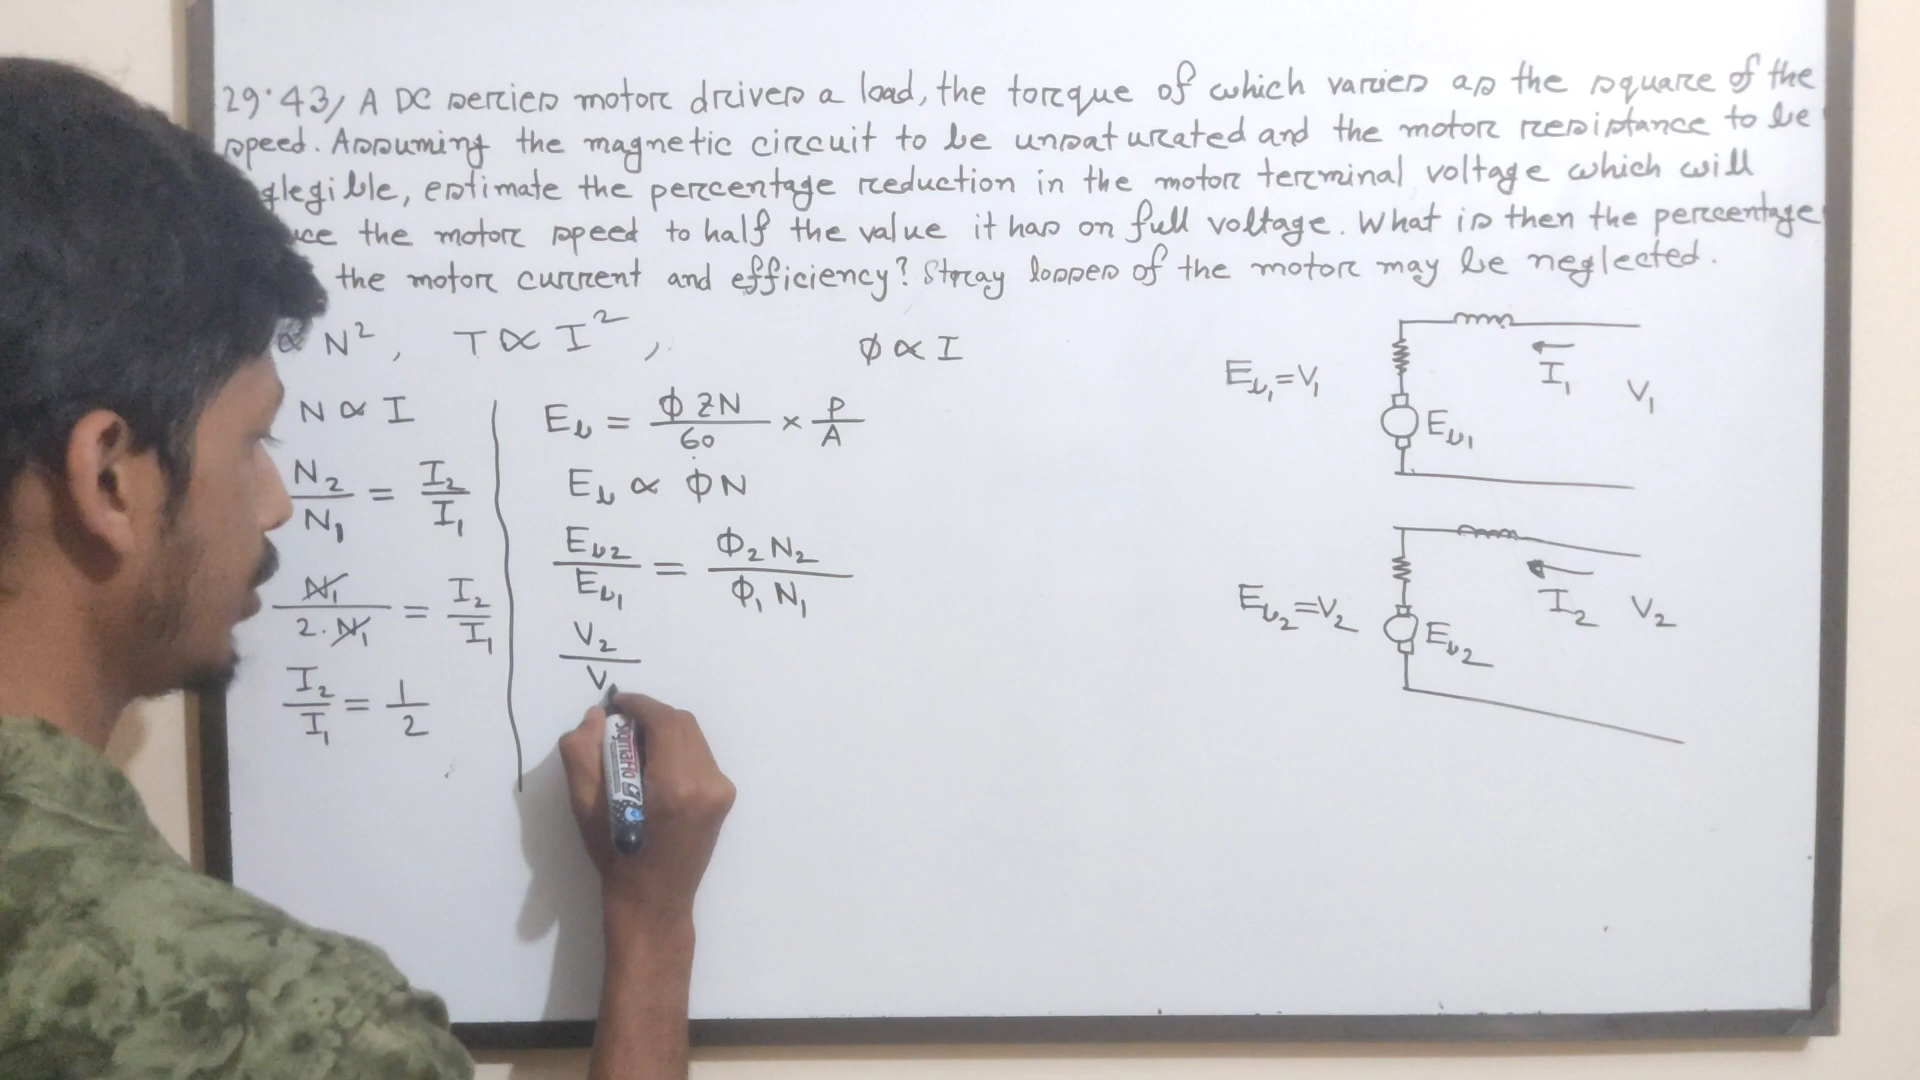 29.43/ A DC series motor drives a load, the torque of which varies as the square of the
speed. Assuming the magnetic circuit to be unsaturated and the motor resistance to be
glegible, estimate the percentage reduction in the motor terminal voltage which will
uce the motor speed to half the value it has on full voltage. What is then the percentage
the motor current and efficiency? Stray losses of the motor may be neglected.
∝ N², T ∝ I², Φ ∝ I
N ∝ I
N₂/N₁ = I₂/I₁
N₁/2.N₁ = I₂/I₁
I₂/I₁ = 1/2
E_b = ΦZN/60 × P/A
E_b ∝ ΦN
E_b2/E_b1 = Φ₂N₂/Φ₁N₁
V₂/V
E_b1 = V₁
E_b1
I₁
V₁
E_b2 = V₂
E_b2
I₂
V₂
SigmaFlo